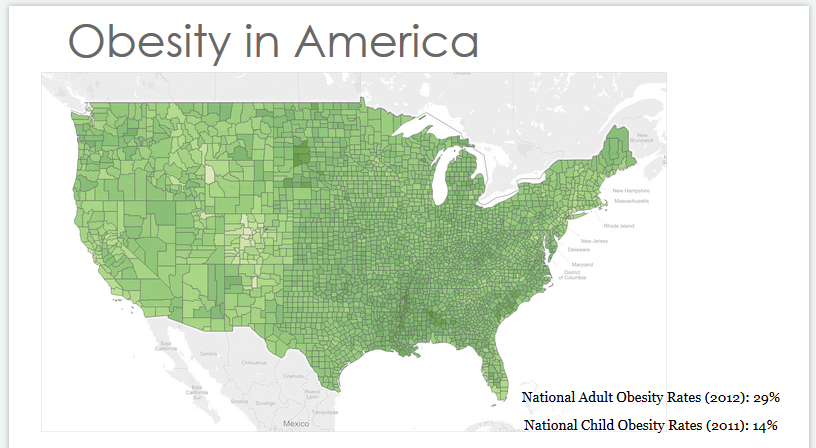 Obesity in America
New
Brunswick
New Hampshire
Massachusetts
Rhode Island
New Jersey
Delaware
Maryland
District
of Columbia
Baja
California
Sonora
Chihuahua
Coahuila
Baja
California
Sur
Sinaloa
Durango
Nuevo
Leon
Tamaulipas
Mexico
National Adult Obesity Rates (2012): 29%
National Child Obesity Rates (2011): 14%